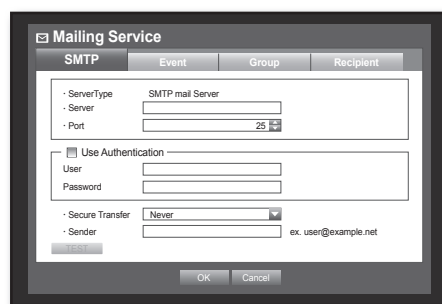 Mailing Service
SMTP Event Group Recipient
· ServerType SMTP mail Server
· Server
· Port 25
Use Authentication
User
Password
· Secure Transfer Never
· Sender ex. user@example.net
TEST
OK Cancel